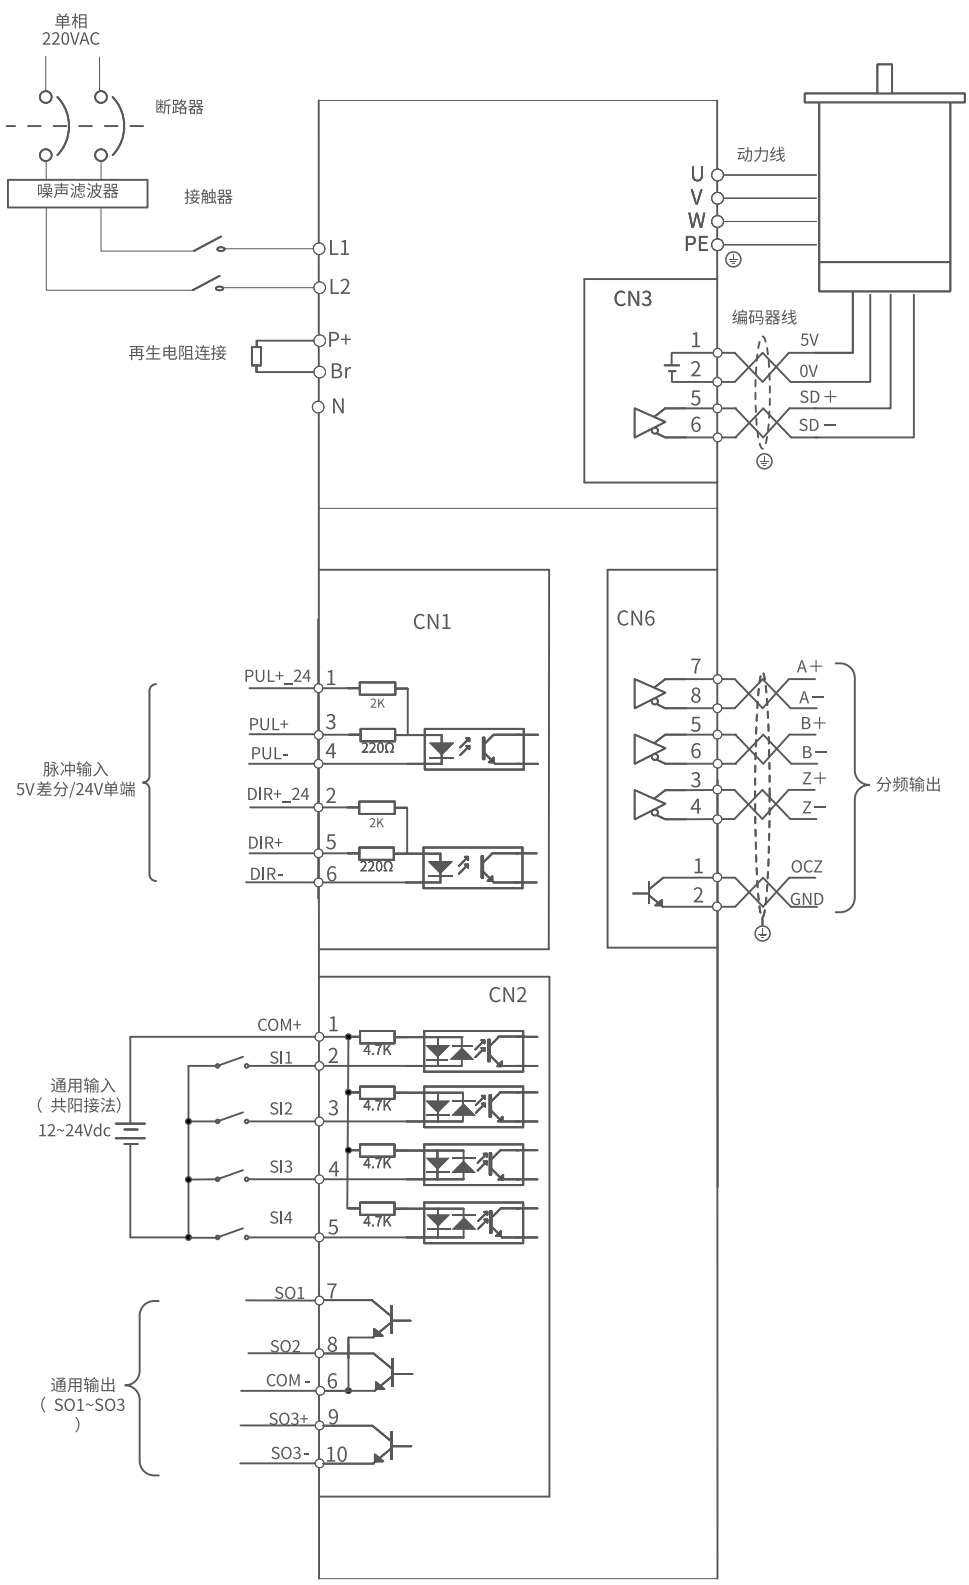 单相
220VAC
断路器
噪声滤波器
接触器
L1
L2
再生电阻连接
P+
Br
N
动力线
U
V
W
PE
CN3
编码器线
1
5V
2
0V
5
SD+
6
SD-
CN1
PUL+_24
1
2K
PUL+
3
220Ω
PUL-
4
脉冲输入
5V差分/24V单端
DIR+_24
2
2K
DIR+
5
220Ω
DIR-
6
CN6
7
A+
8
A-
5
B+
6
B-
3
Z+
4
Z-
分频输出
1
OCZ
2
GND
CN2
COM+
1
4.7K
SI1
2
通用输入
( 共阳接法)
12~24Vdc
4.7K
SI2
3
4.7K
SI3
4
4.7K
SI4
5
SO1
7
SO2
8
COM -
6
通用输出
( SO1~SO3
)
SO3+
9
SO3-
10